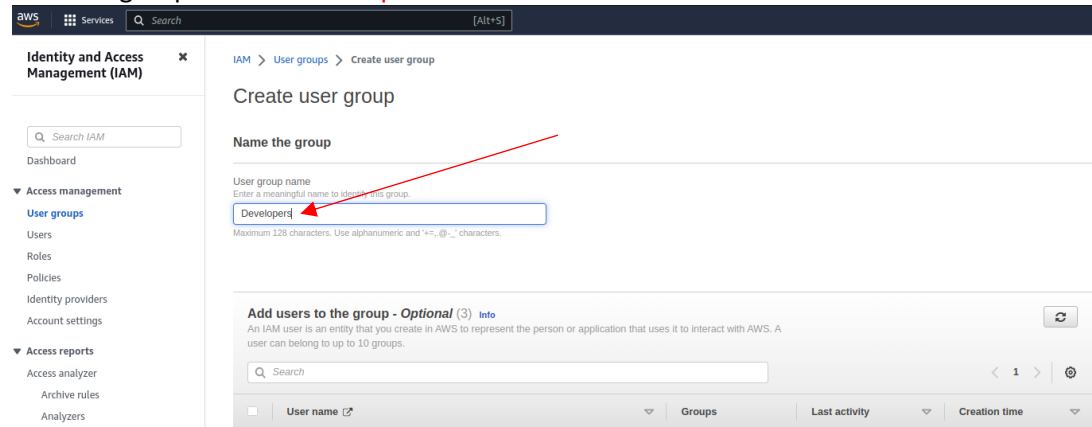 aws Services Search [Alt+S]
Identity and Access
Management (IAM)
Search IAM
Dashboard
Access management
User groups
Users
Roles
Policies
Identity providers
Account settings
Access reports
Access analyzer
Archive rules
Analyzers
IAM > User groups > Create user group
Create user group
Name the group
User group name
Enter a meaningful name to identify this group.
Developers
Maximum 128 characters. Use alphanumeric and '+=,.@-_' characters.
Add users to the group - Optional (3) Info
An IAM user is an entity that you create in AWS to represent the person or application that uses it to interact with AWS. A
user can belong to up to 10 groups.
Search
1
User name Groups Last activity Creation time